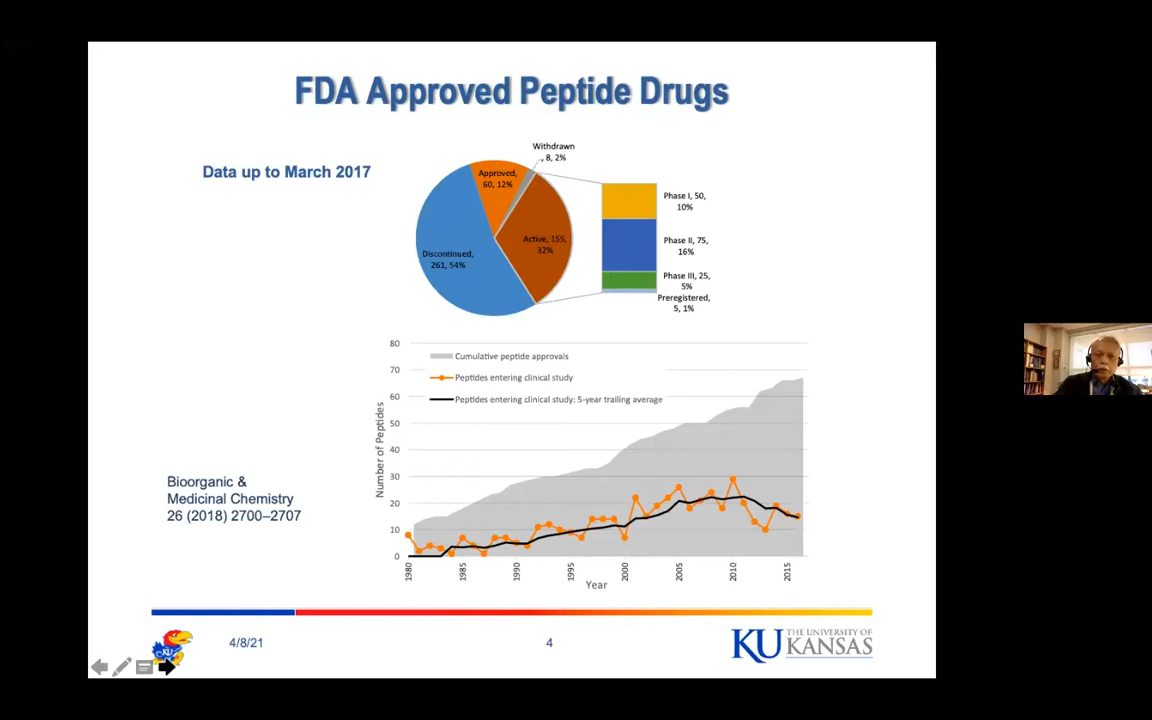 FDA Approved Peptide Drugs
Data up to March 2017
Withdrawn
, 8, 2%
Approved,
60, 12%
Active, 155,
32%
Discontinued,
261, 54%
Phase I, 50,
10%
Phase II, 75,
16%
Phase III, 25,
5%
Preregistered,
5, 1%
Number of Peptides
80
70
60
50
40
30
20
10
0
Cumulative peptide approvals
Peptides entering clinical study
Peptides entering clinical study: 5-year trailing average
1980
1985
1990
1995
2000
2005
2010
2015
Year
Bioorganic &
Medicinal Chemistry
26 (2018) 2700–2707
KU
4/8/21
4
KU THE UNIVERSITY OF
KANSAS